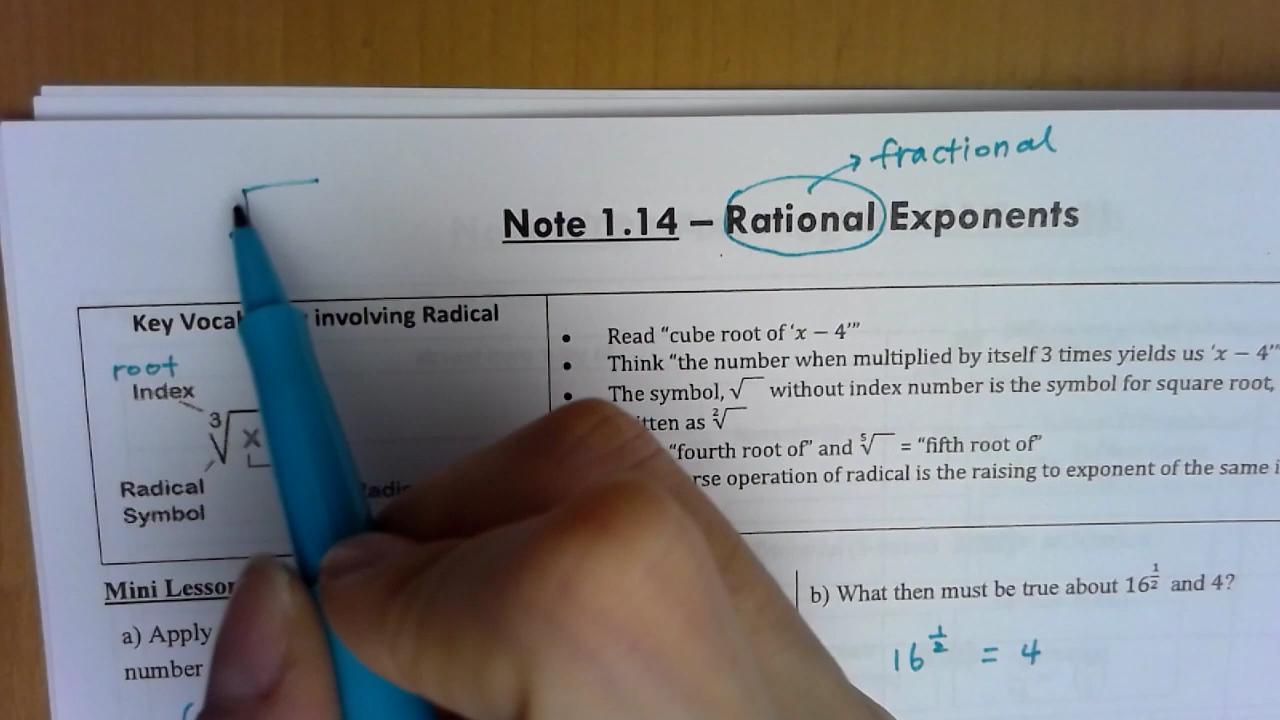 fractional
Note 1.14 – Rational Exponents
Key involving Radical
root
Index
3√x
Radical
Symbol
• Read “cube root of ‘x − 4’”
• Think “the number when multiplied by itself 3 times yields us ‘x − 4’”
• The symbol, √ without index number is the symbol for square root,
as ²√
“fourth root of” and ⁵√ = “fifth root of”
operation of radical is the raising to exponent of the same
Mini
a) Apply
number
b) What then must be true about 16^(1/2) and 4?
16^(1/2) = 4